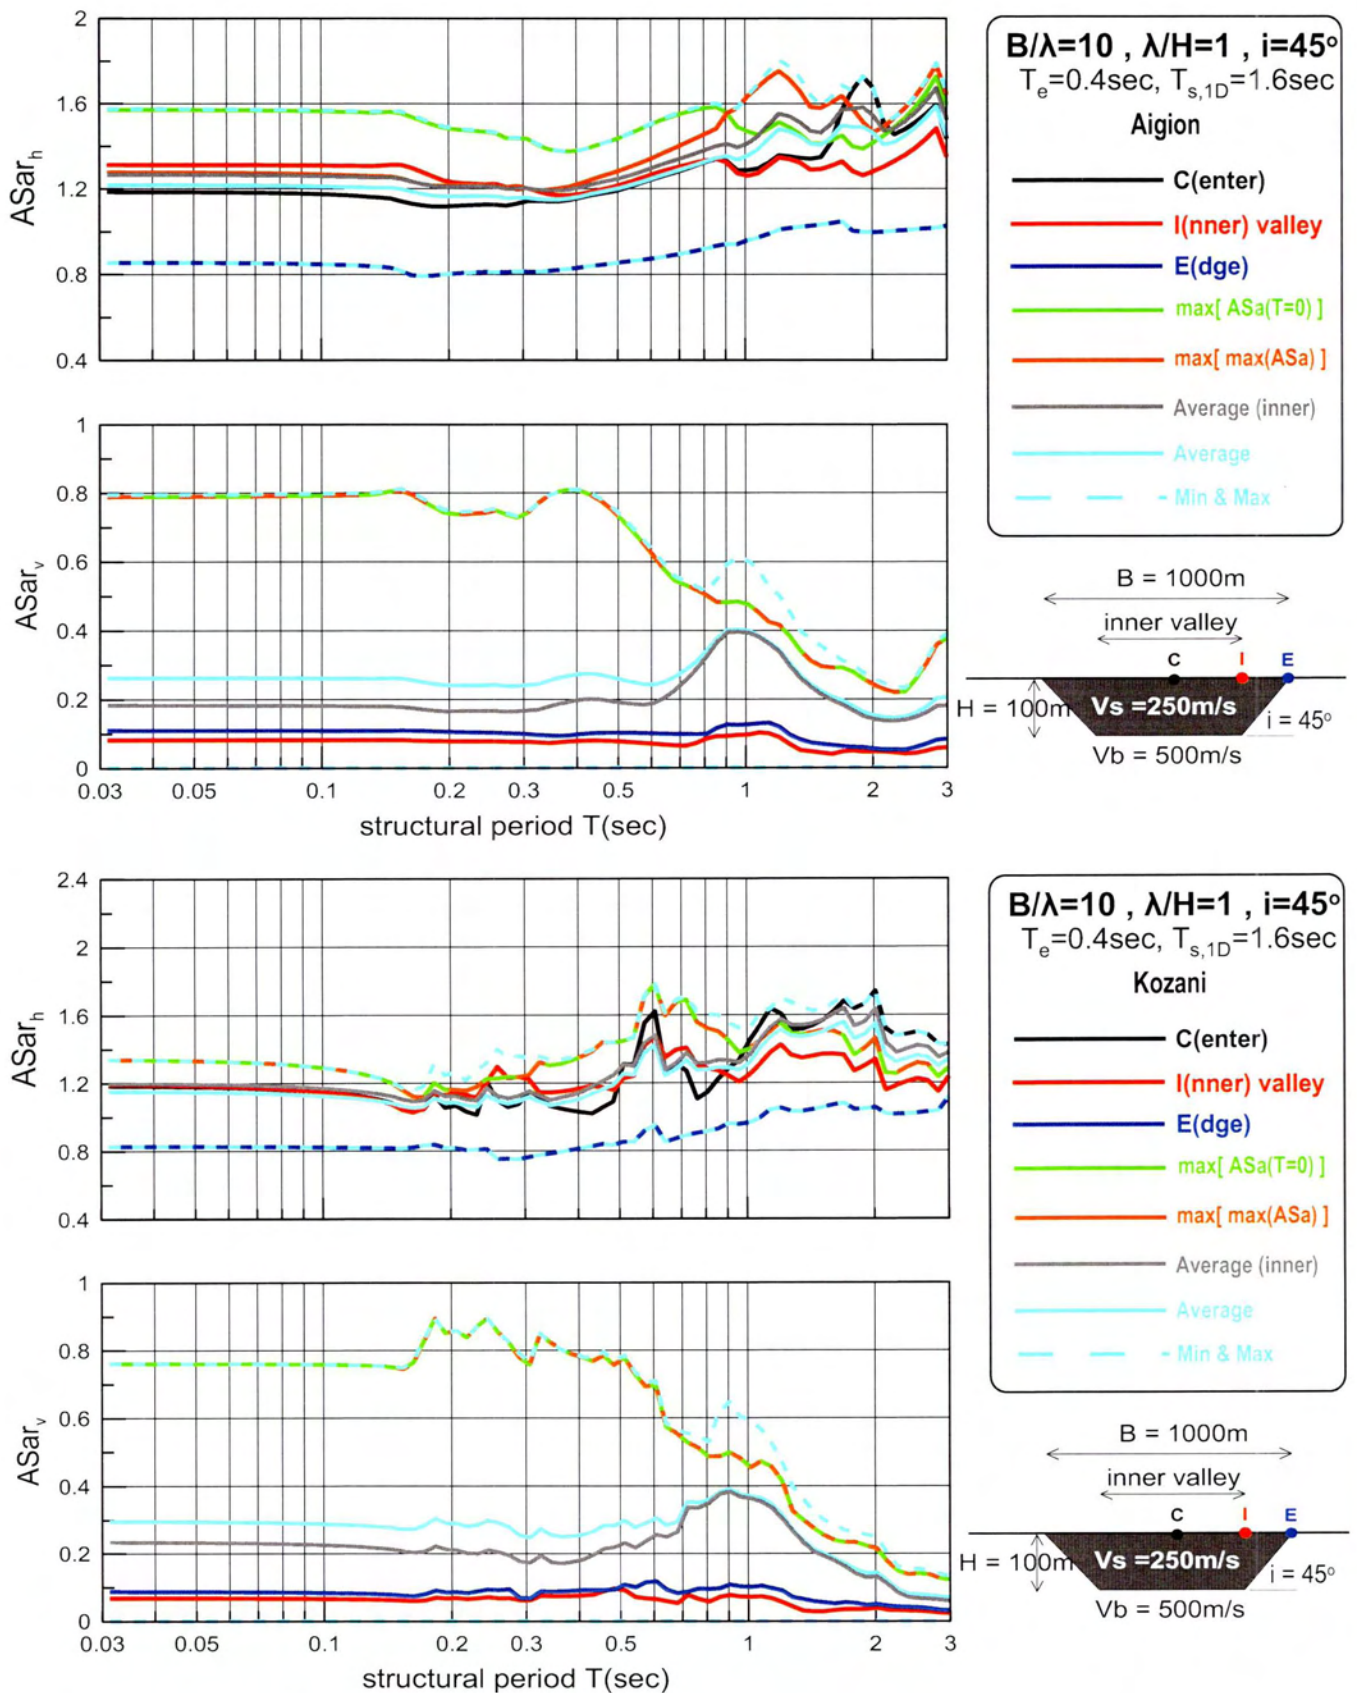 2
1.6
1.2
0.8
0.4
ASar_h
B/λ=10 , λ/H=1 , i=45°
T_e=0.4sec, T_s,1D=1.6sec
Aigion
C(enter)
I(nner) valley
E(dge)
max[ ASa(T=0) ]
max[ max(ASa) ]
Average (inner)
Average
Min & Max
1
0.8
0.6
0.4
0.2
0
ASar_v
0.03 0.05 0.1 0.2 0.3 0.5 1 2 3
structural period T(sec)
B = 1000m
inner valley
C I E
H = 100m Vs =250m/s i = 45°
Vb = 500m/s
2.4
2
1.6
1.2
0.8
0.4
ASar_h
B/λ=10 , λ/H=1 , i=45°
T_e=0.4sec, T_s,1D=1.6sec
Kozani
C(enter)
I(nner) valley
E(dge)
max[ ASa(T=0) ]
max[ max(ASa) ]
Average (inner)
Average
Min & Max
1
0.8
0.6
0.4
0.2
0
ASar_v
0.03 0.05 0.1 0.2 0.3 0.5 1 2 3
structural period T(sec)
B = 1000m
inner valley
C I E
H = 100m Vs =250m/s i = 45°
Vb = 500m/s